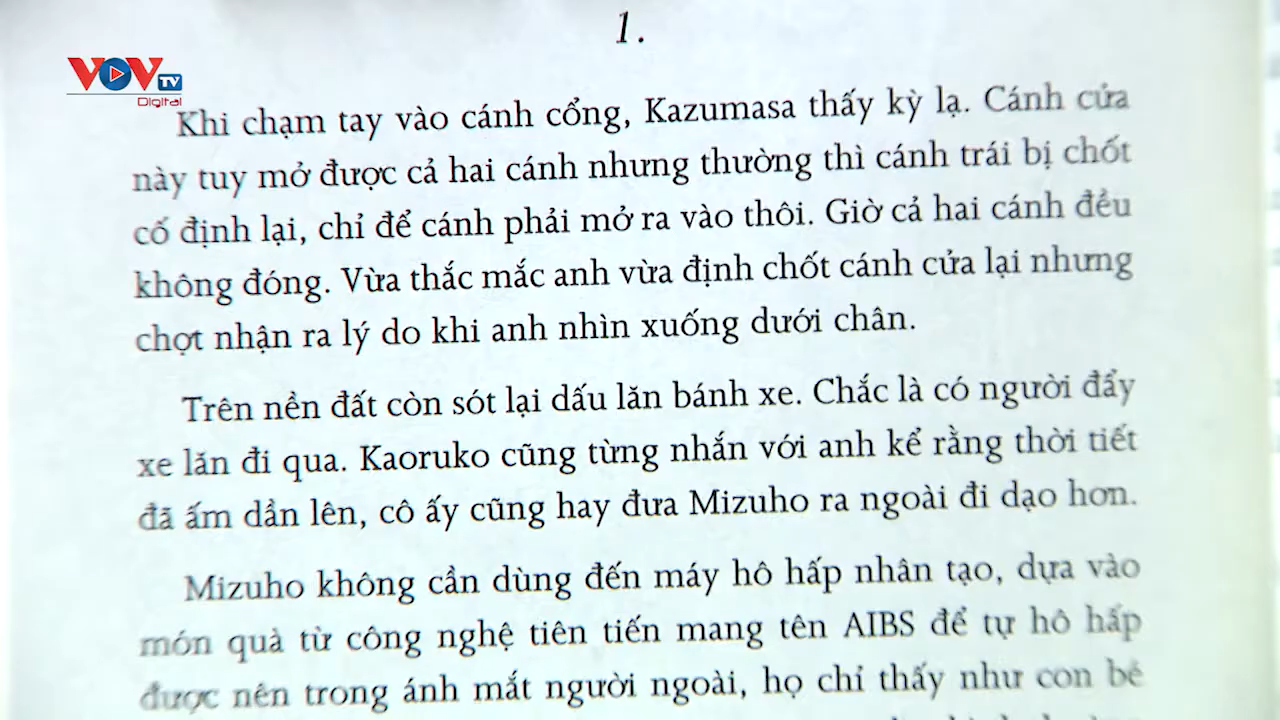 1.
VOV TV
Digital
Khi chạm tay vào cánh cổng, Kazumasa thấy kỳ lạ. Cánh cửa
này tuy mở được cả hai cánh nhưng thường thì cánh trái bị chốt
cố định lại, chỉ để cánh phải mở ra vào thôi. Giờ cả hai cánh đều
không đóng. Vừa thắc mắc anh vừa định chốt cánh cửa lại nhưng
chợt nhận ra lý do khi anh nhìn xuống dưới chân.
Trên nền đất còn sót lại dấu lăn bánh xe. Chắc là có người đẩy
xe lăn đi qua. Kaoruko cũng từng nhắn với anh kể rằng thời tiết
đã ấm dần lên, cô ấy cũng hay đưa Mizuho ra ngoài đi dạo hơn.
Mizuho không cần dùng đến máy hô hấp nhân tạo, dựa vào
món quà từ công nghệ tiên tiến mang tên AIBS để tự hô hấp
được nên trong ánh mắt người ngoài, họ chỉ thấy như con bé